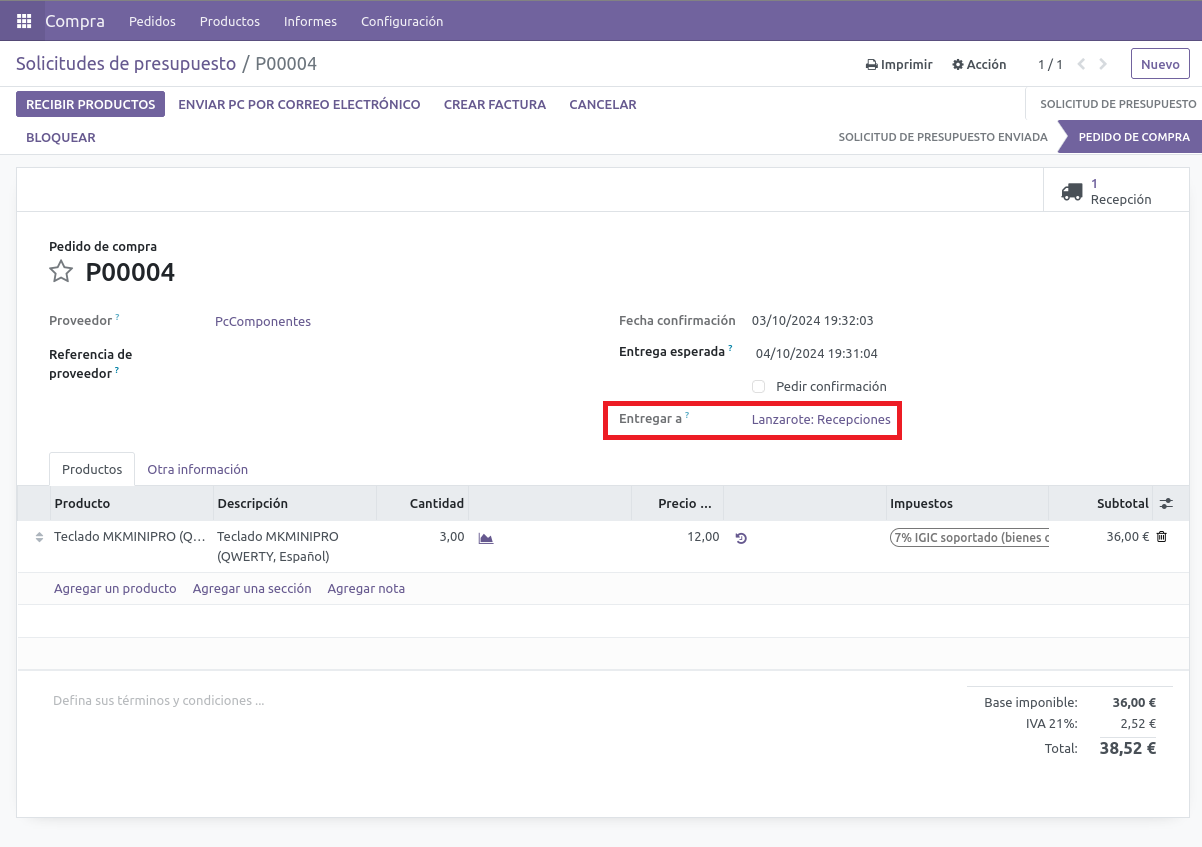 Compra Pedidos Productos Informes Configuración
Solicitudes de presupuesto / P00004 Imprimir Acción 1 / 1 Nuevo
RECIBIR PRODUCTOS ENVIAR PC POR CORREO ELECTRÓNICO CREAR FACTURA CANCELAR SOLICITUD DE PRESUPUESTO
BLOQUEAR SOLICITUD DE PRESUPUESTO ENVIADA PEDIDO DE COMPRA
1
Recepción
Pedido de compra
P00004
Proveedor ? PcComponentes
Referencia de
proveedor ?
Fecha confirmación 03/10/2024 19:32:03
Entrega esperada ? 04/10/2024 19:31:04
Pedir confirmación
Entregar a ? Lanzarote: Recepciones
Productos Otra información
Producto Descripción Cantidad Precio ... Impuestos Subtotal
Teclado MKMINIPRO (Q... Teclado MKMINIPRO 3,00 12,00 7% IGIC soportado (bienes c 36,00 €
(QWERTY, Español)
Agregar un producto Agregar una sección Agregar nota
Defina sus términos y condiciones ...
Base imponible: 36,00 €
IVA 21%: 2,52 €
Total: 38,52 €